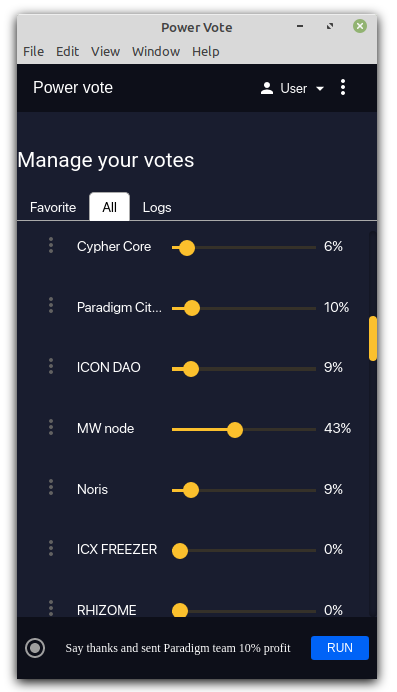 Power Vote
File Edit View Window Help
Power vote User
Manage your votes
Favorite All Logs
Cypher Core 6%
Paradigm Cit... 10%
ICON DAO 9%
MW node 43%
Noris 9%
ICX FREEZER 0%
RHIZOME 0%
Say thanks and sent Paradigm team 10% profit RUN